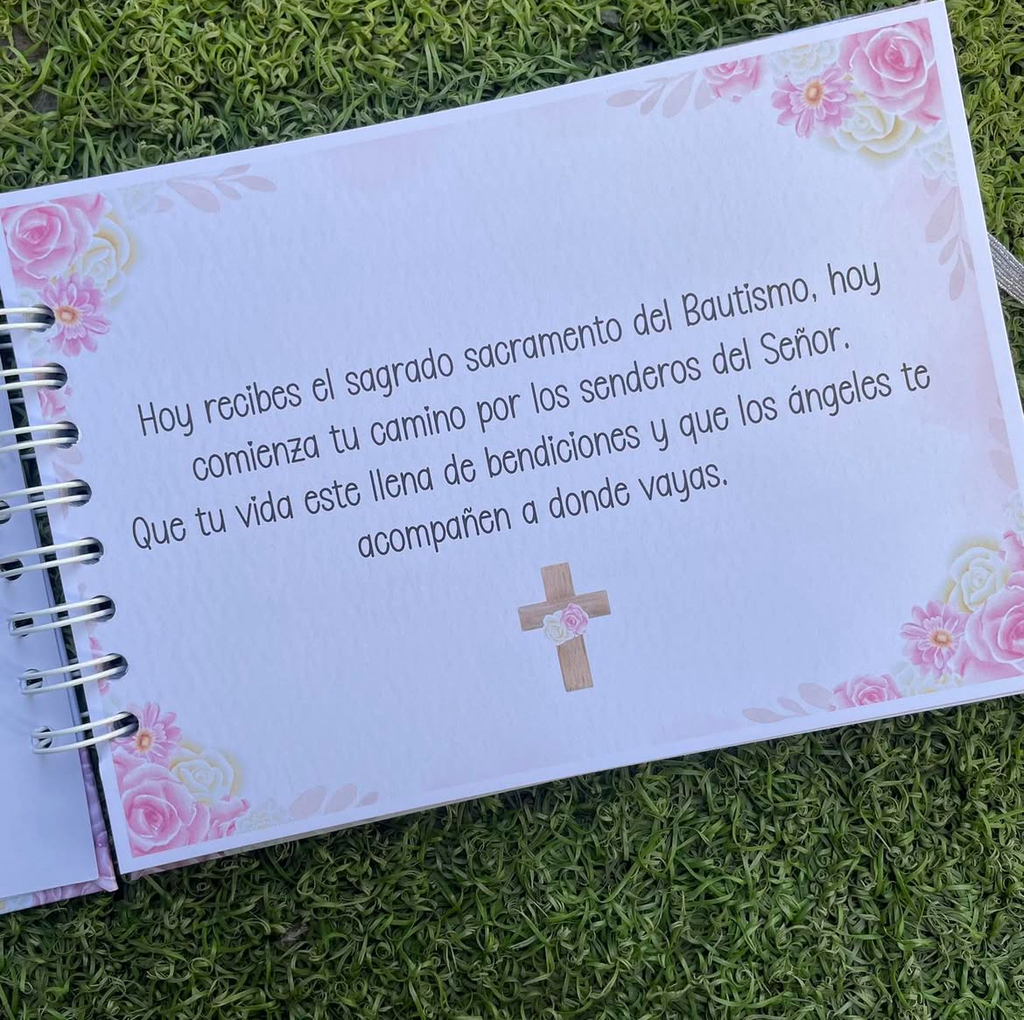 Hoy recibes el sagrado sacramento del Bautismo, hoy
comienza tu camino por los senderos del Señor.
Que tu vida este llena de bendiciones y que los ángeles te
acompañen a donde vayas.